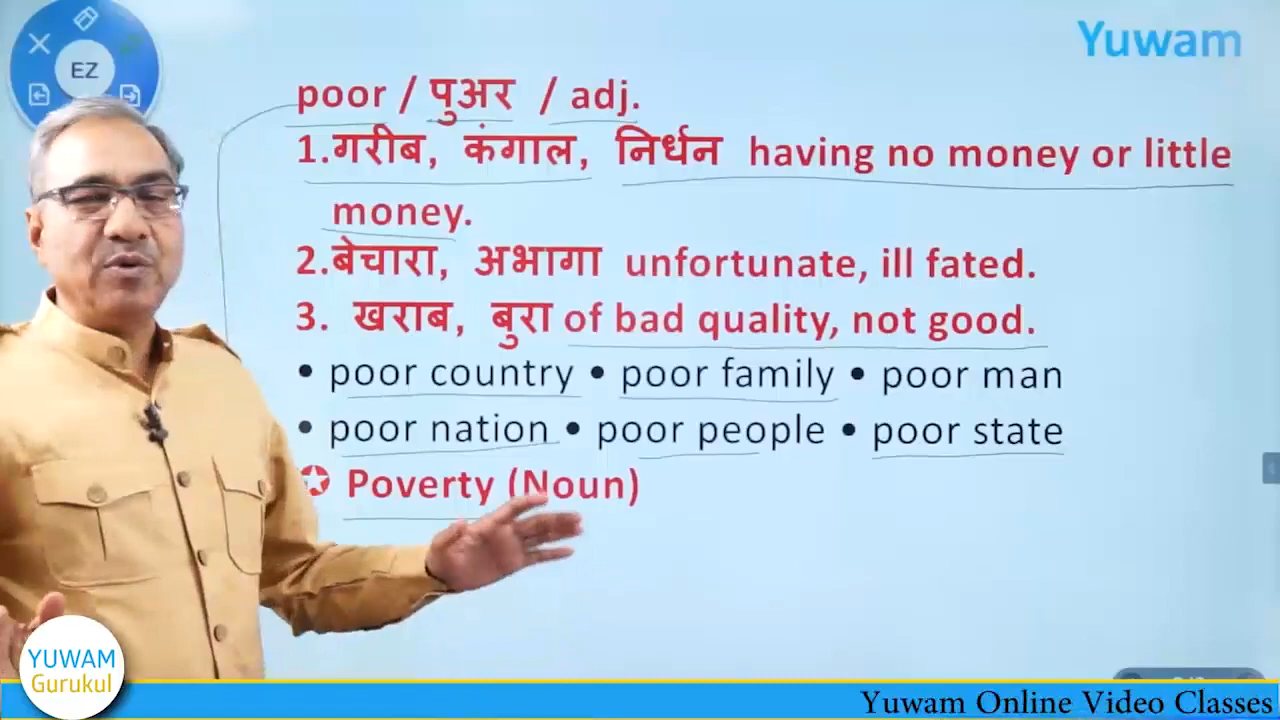 Yuwam
EZ
poor / पुअर / adj.
1.गरीब, कंगाल, निर्धन having no money or little
money.
2.बेचारा, अभागा unfortunate, ill fated.
3. खराब, बुरा of bad quality, not good.
• poor country • poor family • poor man
• poor nation • poor people • poor state
✪ Poverty (Noun)
YUWAM
Gurukul
Yuwam Online Video Classes